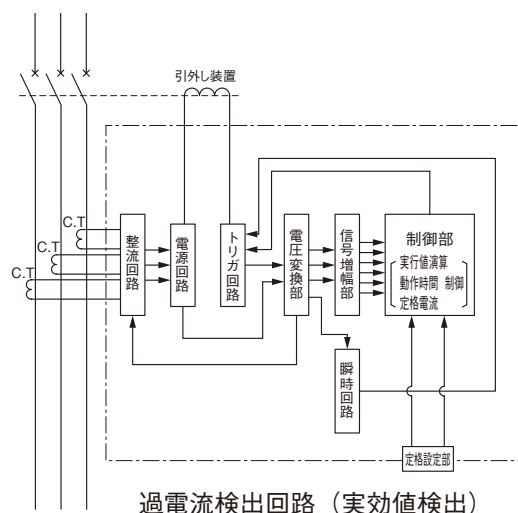 引外し装置
C.T
C.T
C.T
整流回路
電源回路
トリガ回路
電圧変換部
信号増幅部
制御部
実行値演算
動作時間 制御
定格電流
瞬時回路
定格設定部
過電流検出回路（実効値検出）